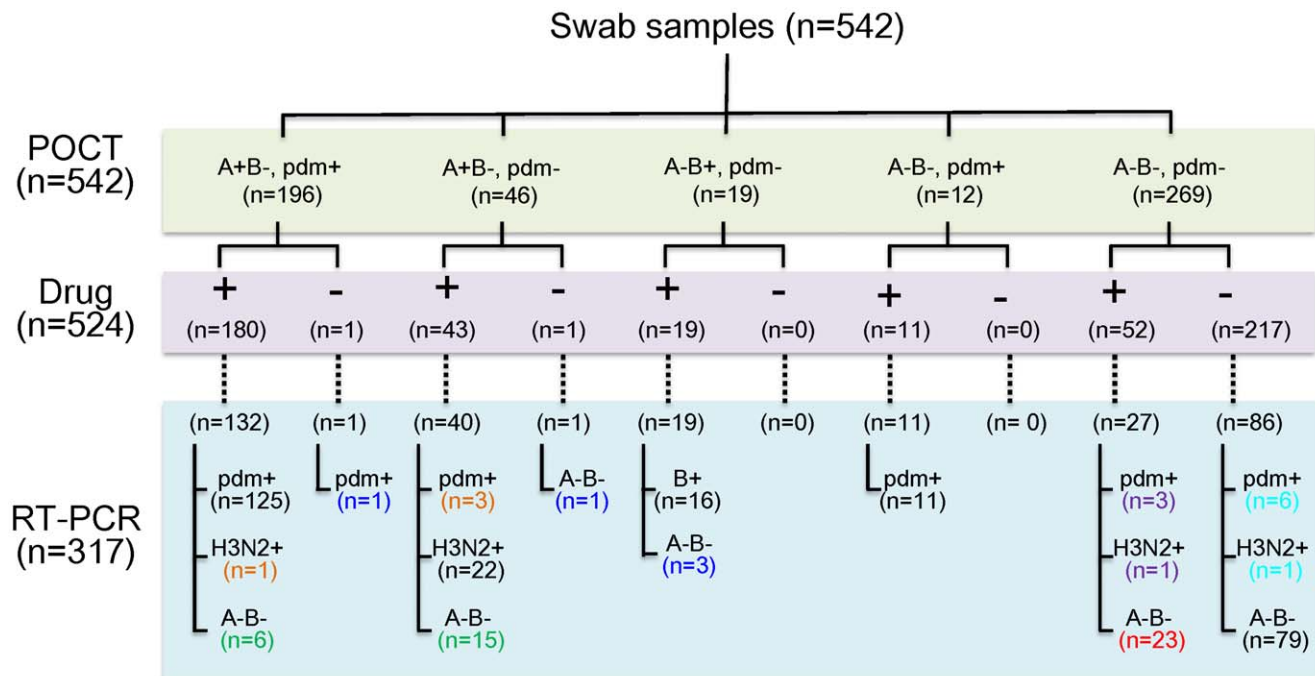 Swab samples (n=542)
POCT
(n=542)
A+B-, pdm+
(n=196)
A+B-, pdm-
(n=46)
A-B+, pdm-
(n=19)
A-B-, pdm+
(n=12)
A-B-, pdm-
(n=269)
Drug
(n=524)
+ - + - + - + - + -
(n=180) (n=1) (n=43) (n=1) (n=19) (n=0) (n=11) (n=0) (n=52) (n=217)
RT-PCR
(n=317)
(n=132) (n=1) (n=40) (n=1) (n=19) (n=0) (n=11) (n= 0) (n=27) (n=86)
pdm+
(n=125)
H3N2+
(n=1)
A-B-
(n=6)
pdm+
(n=1)
pdm+
(n=3)
H3N2+
(n=22)
A-B-
(n=15)
A-B-
(n=1)
B+
(n=16)
A-B-
(n=3)
pdm+
(n=11)
pdm+
(n=3)
H3N2+
(n=1)
A-B-
(n=23)
pdm+
(n=6)
H3N2+
(n=1)
A-B-
(n=79)